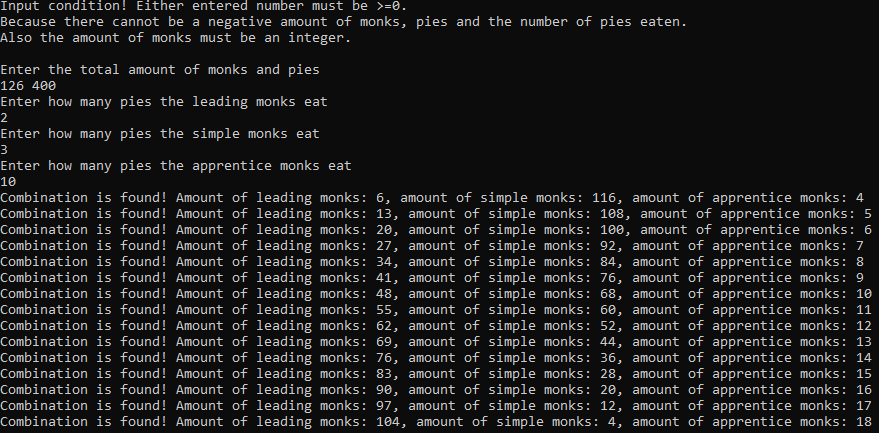 Input condition! Either entered number must be >=0.
Because there cannot be a negative amount of monks, pies and the number of pies eaten.
Also the amount of monks must be an integer.
Enter the total amount of monks and pies
126 400
Enter how many pies the leading monks eat
2
Enter how many pies the simple monks eat
3
Enter how many pies the apprentice monks eat
10
Combination is found! Amount of leading monks: 6, amount of simple monks: 116, amount of apprentice monks: 4
Combination is found! Amount of leading monks: 13, amount of simple monks: 108, amount of apprentice monks: 5
Combination is found! Amount of leading monks: 20, amount of simple monks: 100, amount of apprentice monks: 6
Combination is found! Amount of leading monks: 27, amount of simple monks: 92, amount of apprentice monks: 7
Combination is found! Amount of leading monks: 34, amount of simple monks: 84, amount of apprentice monks: 8
Combination is found! Amount of leading monks: 41, amount of simple monks: 76, amount of apprentice monks: 9
Combination is found! Amount of leading monks: 48, amount of simple monks: 68, amount of apprentice monks: 10
Combination is found! Amount of leading monks: 55, amount of simple monks: 60, amount of apprentice monks: 11
Combination is found! Amount of leading monks: 62, amount of simple monks: 52, amount of apprentice monks: 12
Combination is found! Amount of leading monks: 69, amount of simple monks: 44, amount of apprentice monks: 13
Combination is found! Amount of leading monks: 76, amount of simple monks: 36, amount of apprentice monks: 14
Combination is found! Amount of leading monks: 83, amount of simple monks: 28, amount of apprentice monks: 15
Combination is found! Amount of leading monks: 90, amount of simple monks: 20, amount of apprentice monks: 16
Combination is found! Amount of leading monks: 97, amount of simple monks: 12, amount of apprentice monks: 17
Combination is found! Amount of leading monks: 104, amount of simple monks: 4, amount of apprentice monks: 18